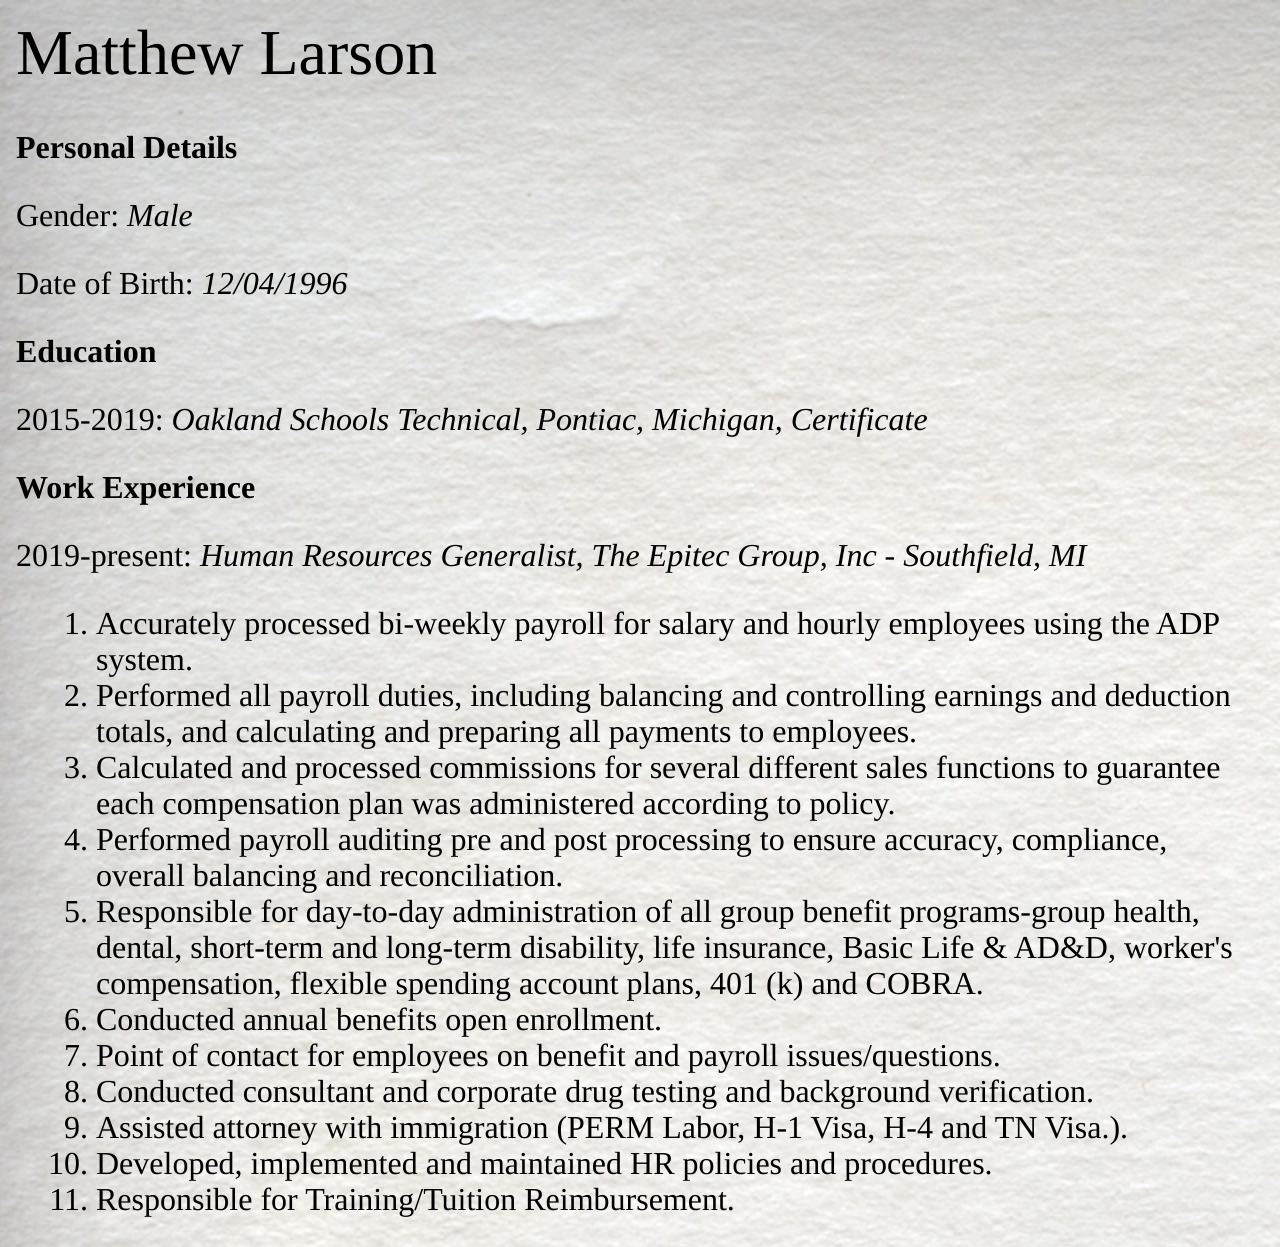 Matthew Larson
Personal Details
Gender: Male
Date of Birth: 12/04/1996
Education
2015-2019: Oakland Schools Technical, Pontiac, Michigan, Certificate
Work Experience
2019-present: Human Resources Generalist, The Epitec Group, Inc - Southfield, MI
1. Accurately processed bi-weekly payroll for salary and hourly employees using the ADP
system.
2. Performed all payroll duties, including balancing and controlling earnings and deduction
totals, and calculating and preparing all payments to employees.
3. Calculated and processed commissions for several different sales functions to guarantee
each compensation plan was administered according to policy.
4. Performed payroll auditing pre and post processing to ensure accuracy, compliance,
overall balancing and reconciliation.
5. Responsible for day-to-day administration of all group benefit programs-group health,
dental, short-term and long-term disability, life insurance, Basic Life & AD&D, worker's
compensation, flexible spending account plans, 401 (k) and COBRA.
6. Conducted annual benefits open enrollment.
7. Point of contact for employees on benefit and payroll issues/questions.
8. Conducted consultant and corporate drug testing and background verification.
9. Assisted attorney with immigration (PERM Labor, H-1 Visa, H-4 and TN Visa.).
10. Developed, implemented and maintained HR policies and procedures.
11. Responsible for Training/Tuition Reimbursement.